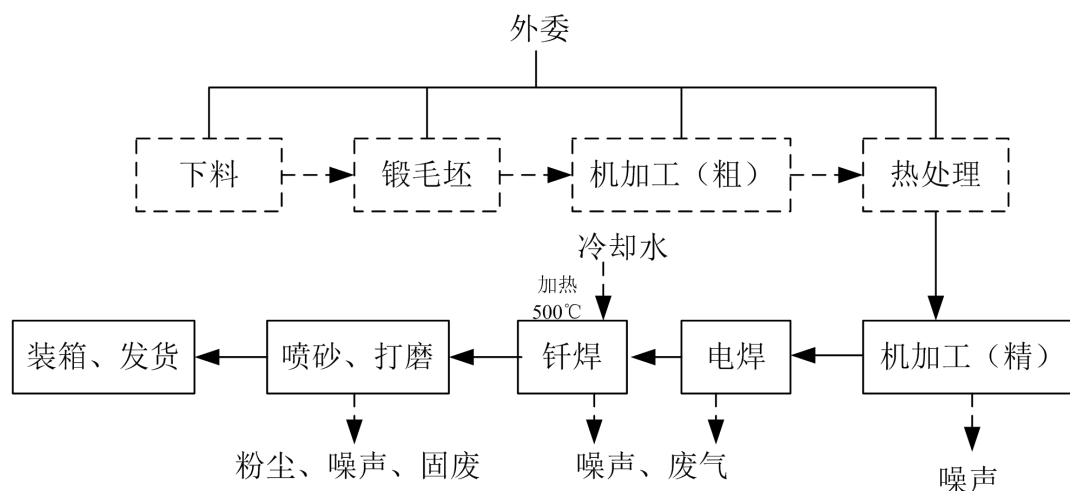 外委
下料
锻毛坯
机加工（粗）
热处理
冷却水
加热
500℃
装箱、发货
喷砂、打磨
钎焊
电焊
机加工（精）
粉尘、噪声、固废
噪声、废气
噪声